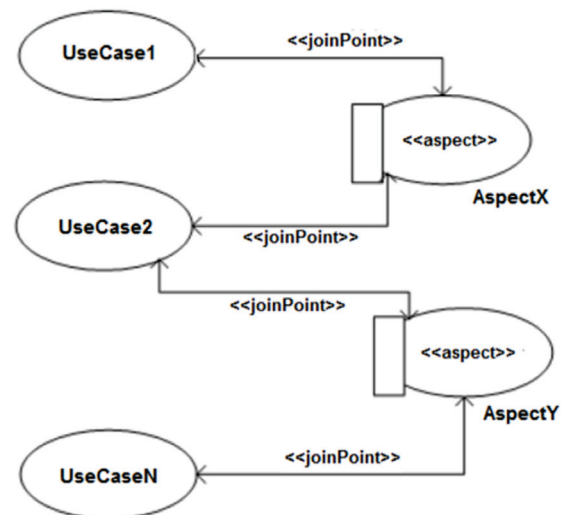 <<joinPoint>>
UseCase1
<<aspect>>
AspectX
UseCase2
<<joinPoint>>
<<joinPoint>>
<<aspect>>
AspectY
<<joinPoint>>
UseCaseN